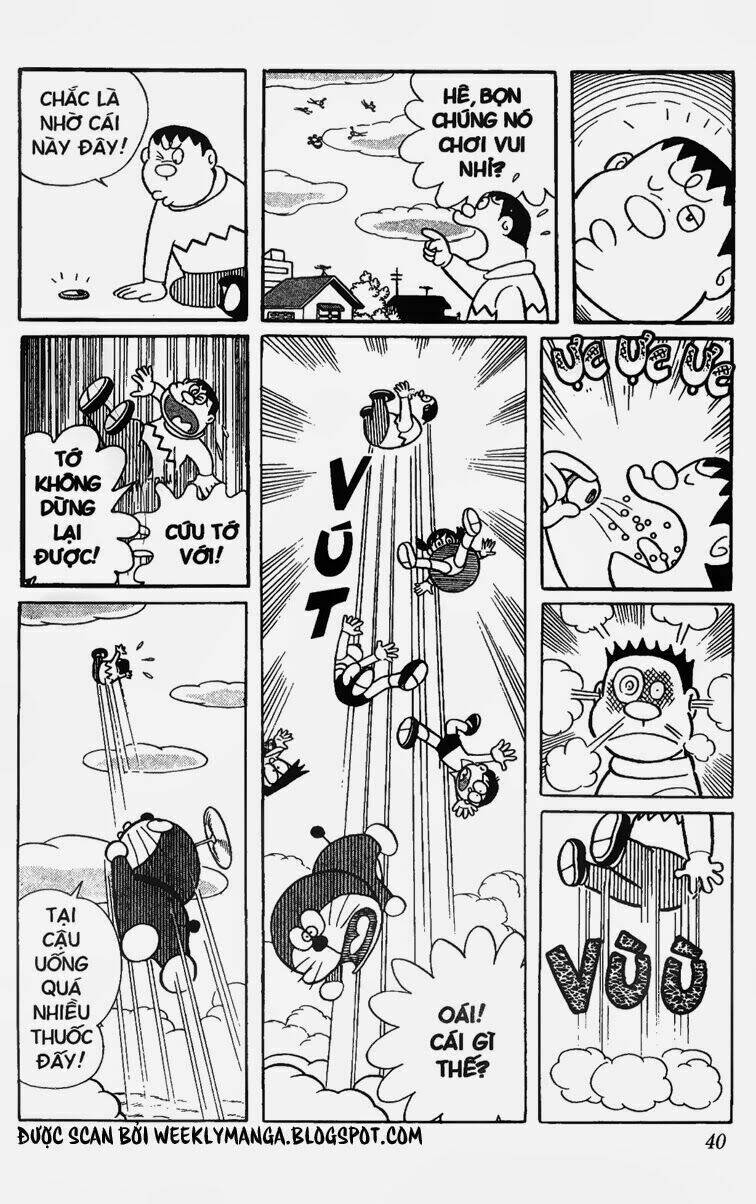 HÊ, BỌN
CHÚNG NÓ
CHƠI VUI
NHỈ?
CHẮC LÀ
NHỜ CÁI
NÀY ĐÂY!
ỰC ỰC ỰC
VÙÙ
VÚT
OÁI!
CÁI GÌ
THẾ?
CỨU TỚ
VỚI!
TỚ
KHÔNG
DỪNG
LẠI
ĐƯỢC!
TẠI
CẬU
UỐNG
QUÁ
NHIỀU
THUỐC
ĐẤY!
ĐƯỢC SCAN BỞI WEEKLYMANGA.BLOGSPOT.COM
40